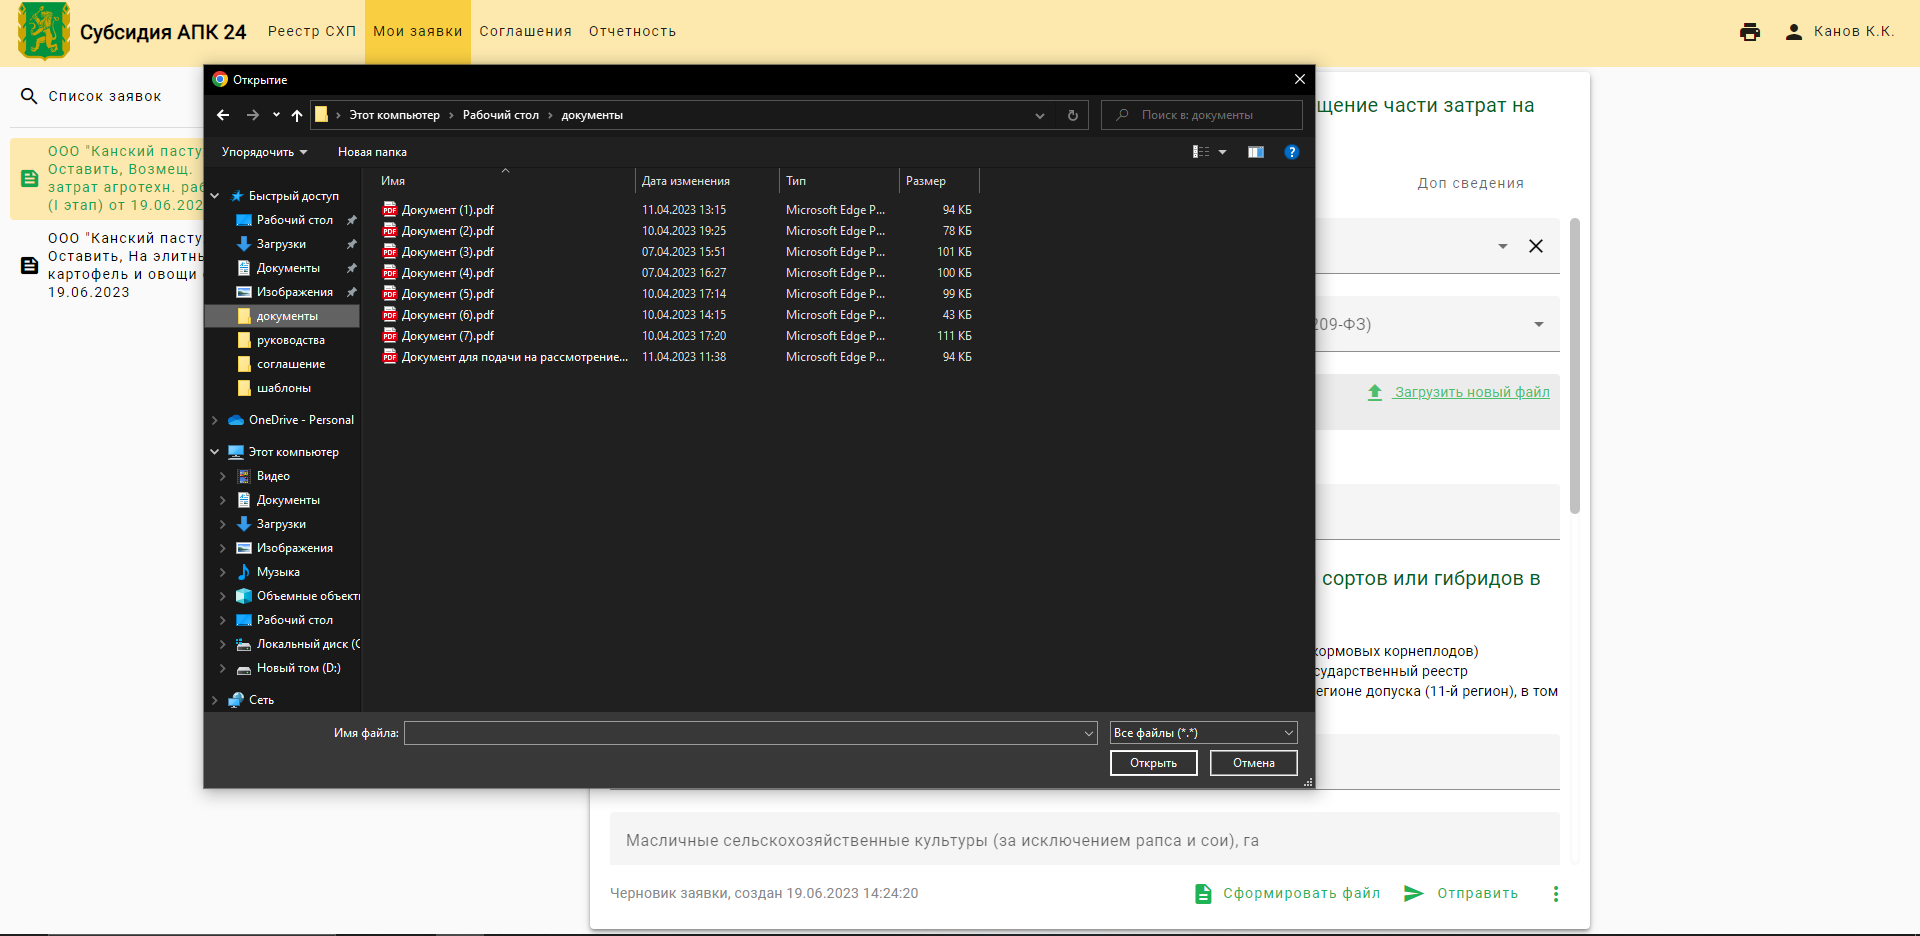 Субсидия АПК 24
Реестр СХП
Мои заявки
Соглашения
Отчетность
Канов К.К.
Список заявок
ООО "Канский пасту
Оставить, Возмещ.
затрат агротехн. раб
(I этап) от 19.06.202
ООО "Канский пасту
Оставить, На элитны
картофель и овощи
19.06.2023
Открытие
Этот компьютер › Рабочий стол › документы
Поиск в: документы
Упорядочить
Новая папка
Быстрый доступ
Рабочий стол
Загрузки
Документы
Изображения
документы
руководства
соглашение
шаблоны
OneDrive - Personal
Этот компьютер
Видео
Документы
Загрузки
Изображения
Музыка
Объемные объект
Рабочий стол
Локальный диск (C
Новый том (D:)
Сеть
Имя Дата изменения Тип Размер
Документ (1).pdf 11.04.2023 13:15 Microsoft Edge P... 94 КБ
Документ (2).pdf 10.04.2023 19:25 Microsoft Edge P... 78 КБ
Документ (3).pdf 07.04.2023 15:51 Microsoft Edge P... 101 КБ
Документ (4).pdf 07.04.2023 16:27 Microsoft Edge P... 100 КБ
Документ (5).pdf 10.04.2023 17:14 Microsoft Edge P... 99 КБ
Документ (6).pdf 10.04.2023 14:15 Microsoft Edge P... 43 КБ
Документ (7).pdf 10.04.2023 17:20 Microsoft Edge P... 111 КБ
Документ для подачи на рассмотрение... 11.04.2023 11:38 Microsoft Edge P... 94 КБ
Имя файла:
Все файлы (*.*)
Открыть
Отмена
щение части затрат на
Доп сведения
209-ФЗ)
Загрузить новый файл
сортов или гибридов в
кормовых корнеплодов)
сударственный реестр
егионе допуска (11-й регион), в том
Масличные сельскохозяйственные культуры (за исключением рапса и сои), га
Черновик заявки, создан 19.06.2023 14:24:20
Сформировать файл
Отправить